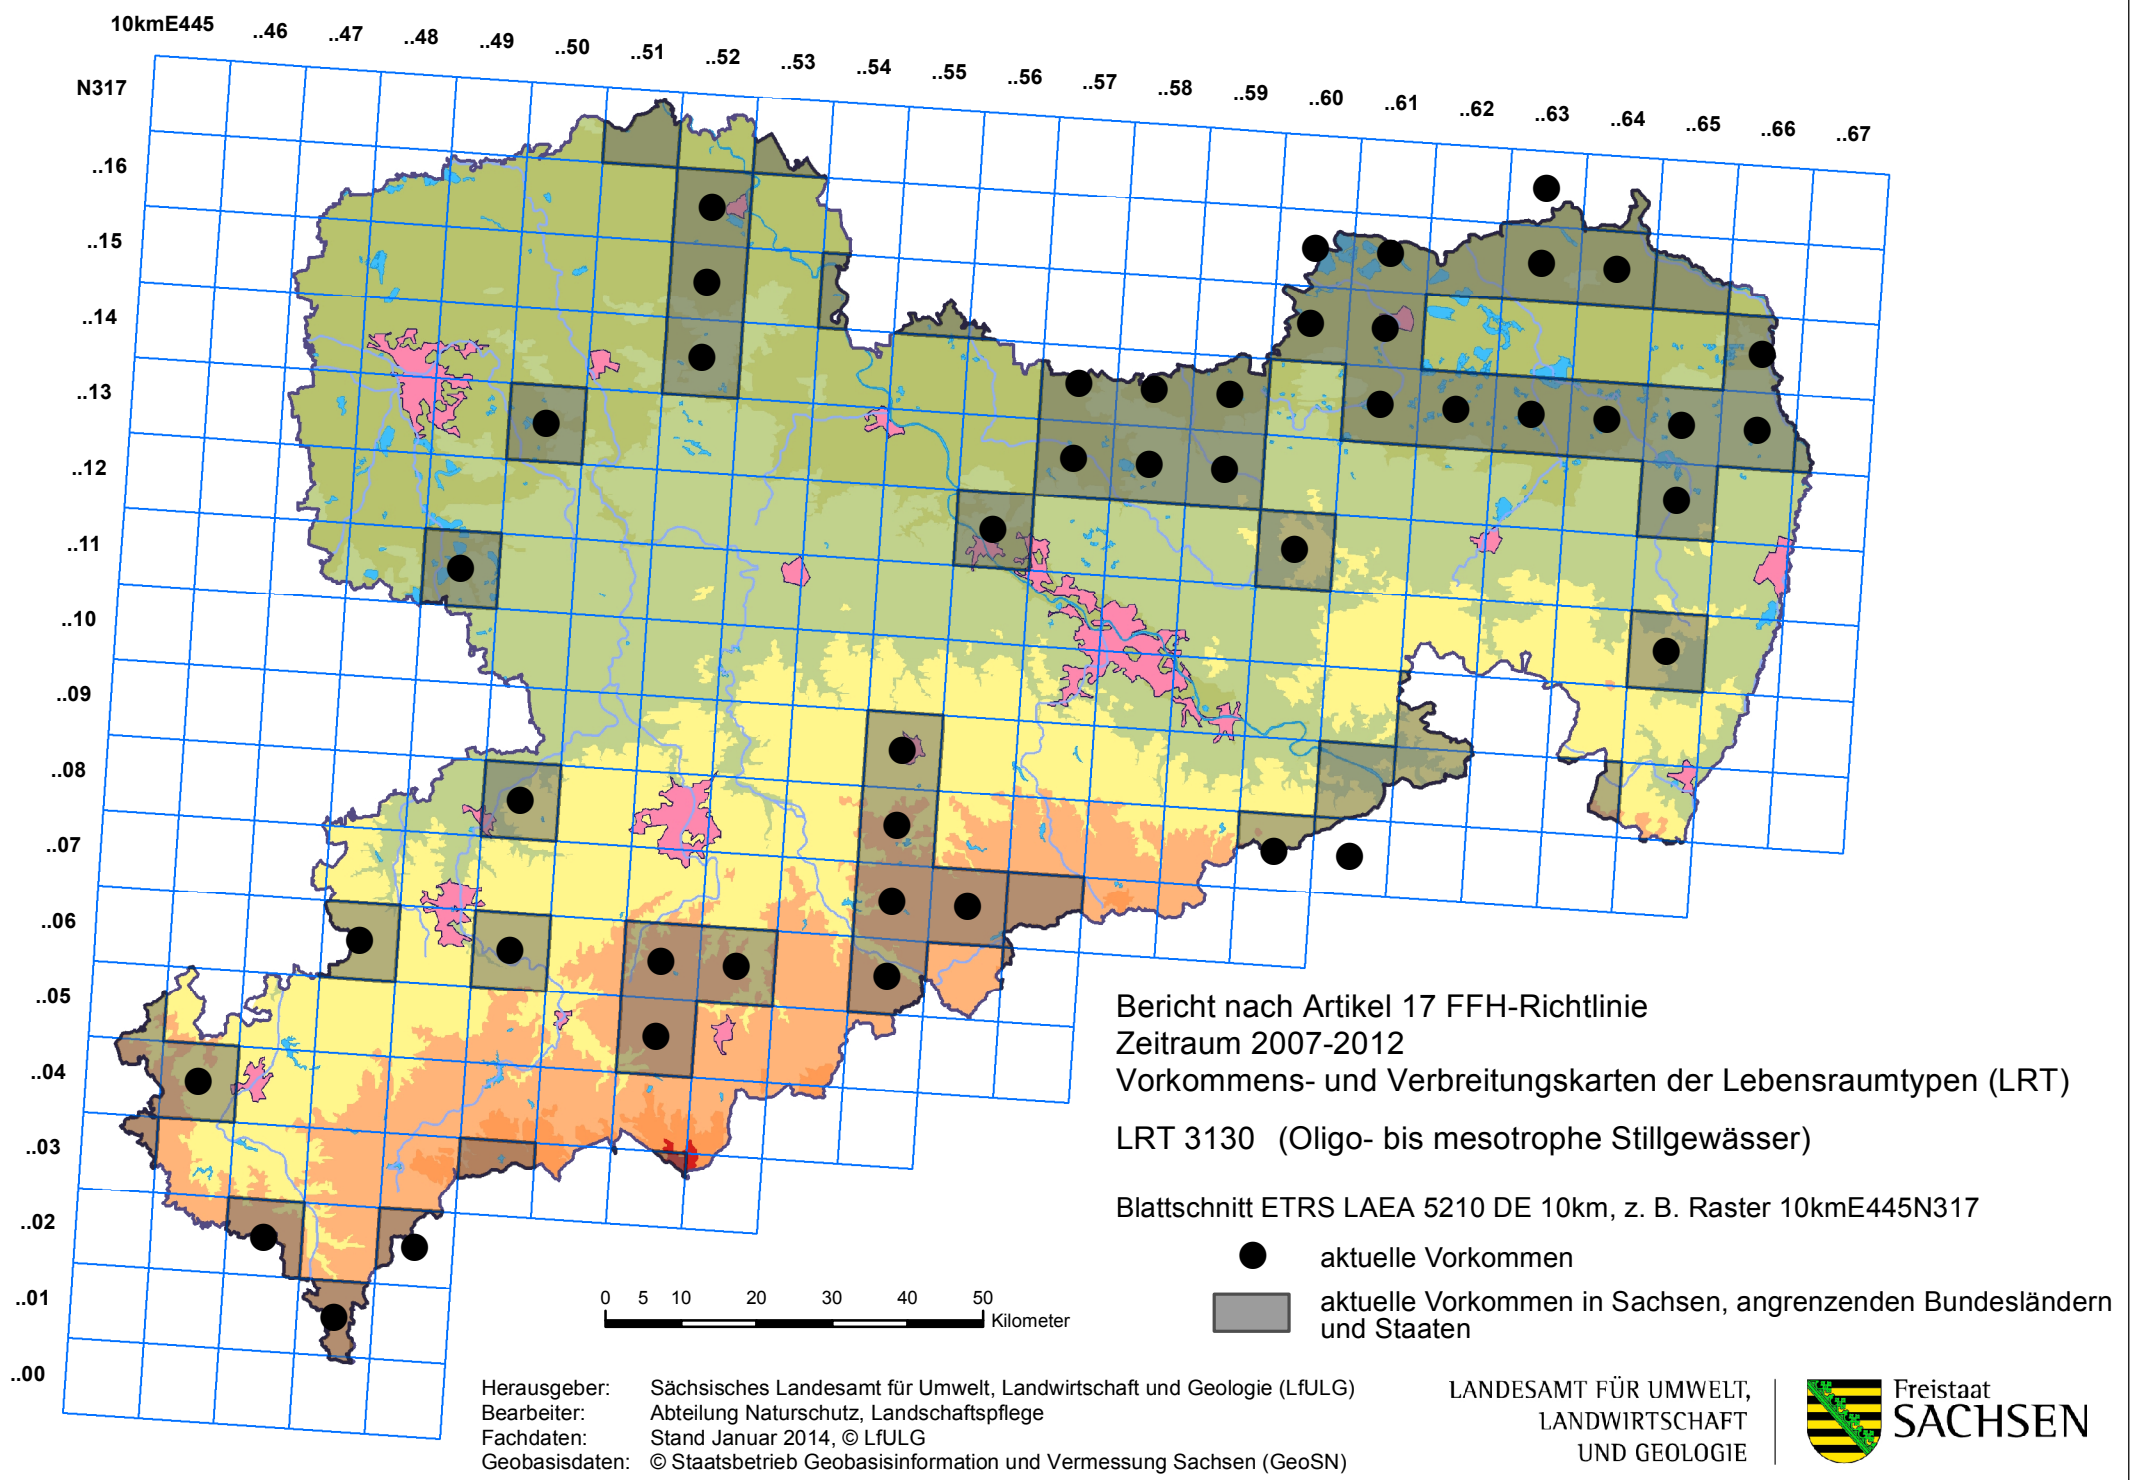 10kmE445 ..46 ..47 ..48 ..49 ..50 ..51 ..52 ..53 ..54 ..55 ..56 ..57 ..58 ..59 ..60 ..61 ..62 ..63 ..64 ..65 ..66 ..67
N317
..16
..15
..14
..13
..12
..11
..10
..09
..08
..07
..06
..05
..04
..03
..02
..01
..00
Bericht nach Artikel 17 FFH-Richtlinie
Zeitraum 2007-2012
Vorkommens- und Verbreitungskarten der Lebensraumtypen (LRT)
LRT 3130 (Oligo- bis mesotrophe Stillgewässer)
Blattschnitt ETRS LAEA 5210 DE 10km, z. B. Raster 10kmE445N317
aktuelle Vorkommen
aktuelle Vorkommen in Sachsen, angrenzenden Bundesländern
und Staaten
0 5 10 20 30 40 50
Kilometer
Herausgeber: Sächsisches Landesamt für Umwelt, Landwirtschaft und Geologie (LfULG)
Bearbeiter: Abteilung Naturschutz, Landschaftspflege
Fachdaten: Stand Januar 2014, © LfULG
Geobasisdaten: © Staatsbetrieb Geobasisinformation und Vermessung Sachsen (GeoSN)
LANDESAMT FÜR UMWELT,
LANDWIRTSCHAFT
UND GEOLOGIE
Freistaat
SACHSEN